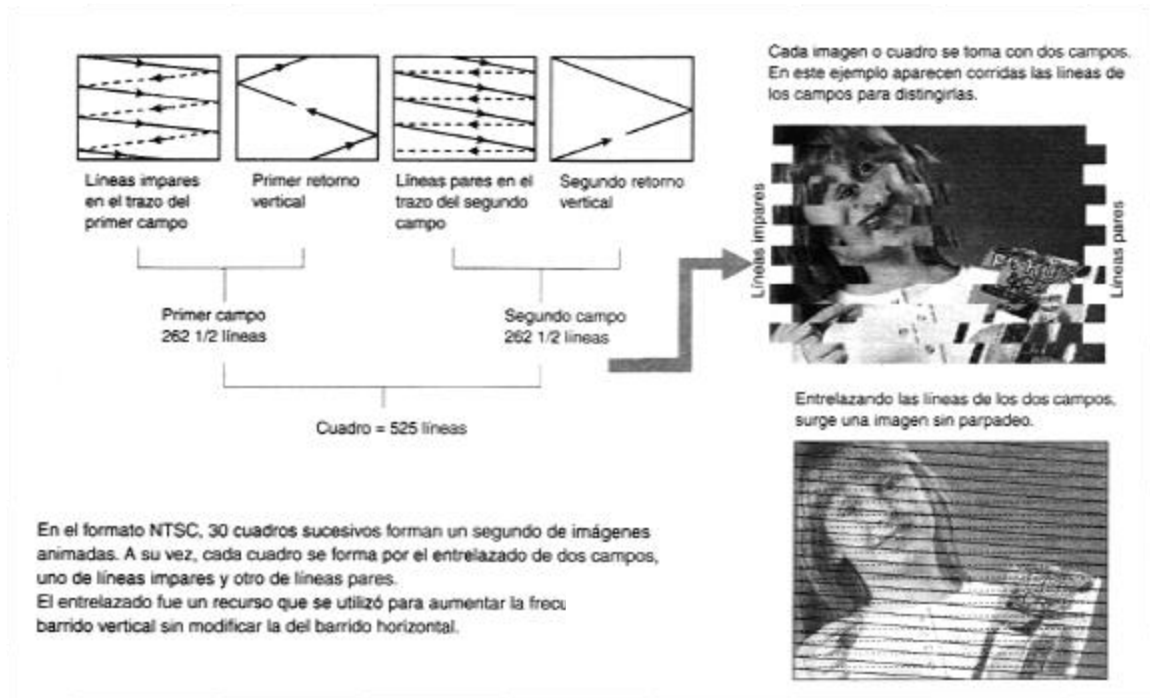 Líneas impares
en el trazo del
primer campo
Primer retorno
vertical
Líneas pares en el
trazo del segundo
campo
Segundo retorno
vertical
Primer campo
262 1/2 líneas
Segundo campo
262 1/2 líneas
Cuadro = 525 líneas
Cada imagen o cuadro se toma con dos campos.
En este ejemplo aparecen corridas las líneas de
los campos para distinguirlas.
Líneas impares
Líneas pares
Entrelazando las líneas de los dos campos,
surge una imagen sin parpadeo.
En el formato NTSC, 30 cuadros sucesivos forman un segundo de imágenes
animadas. A su vez, cada cuadro se forma por el entrelazado de dos campos,
uno de líneas impares y otro de líneas pares.
El entrelazado fue un recurso que se utilizó para aumentar la frecu
barrido vertical sin modificar la del barrido horizontal.